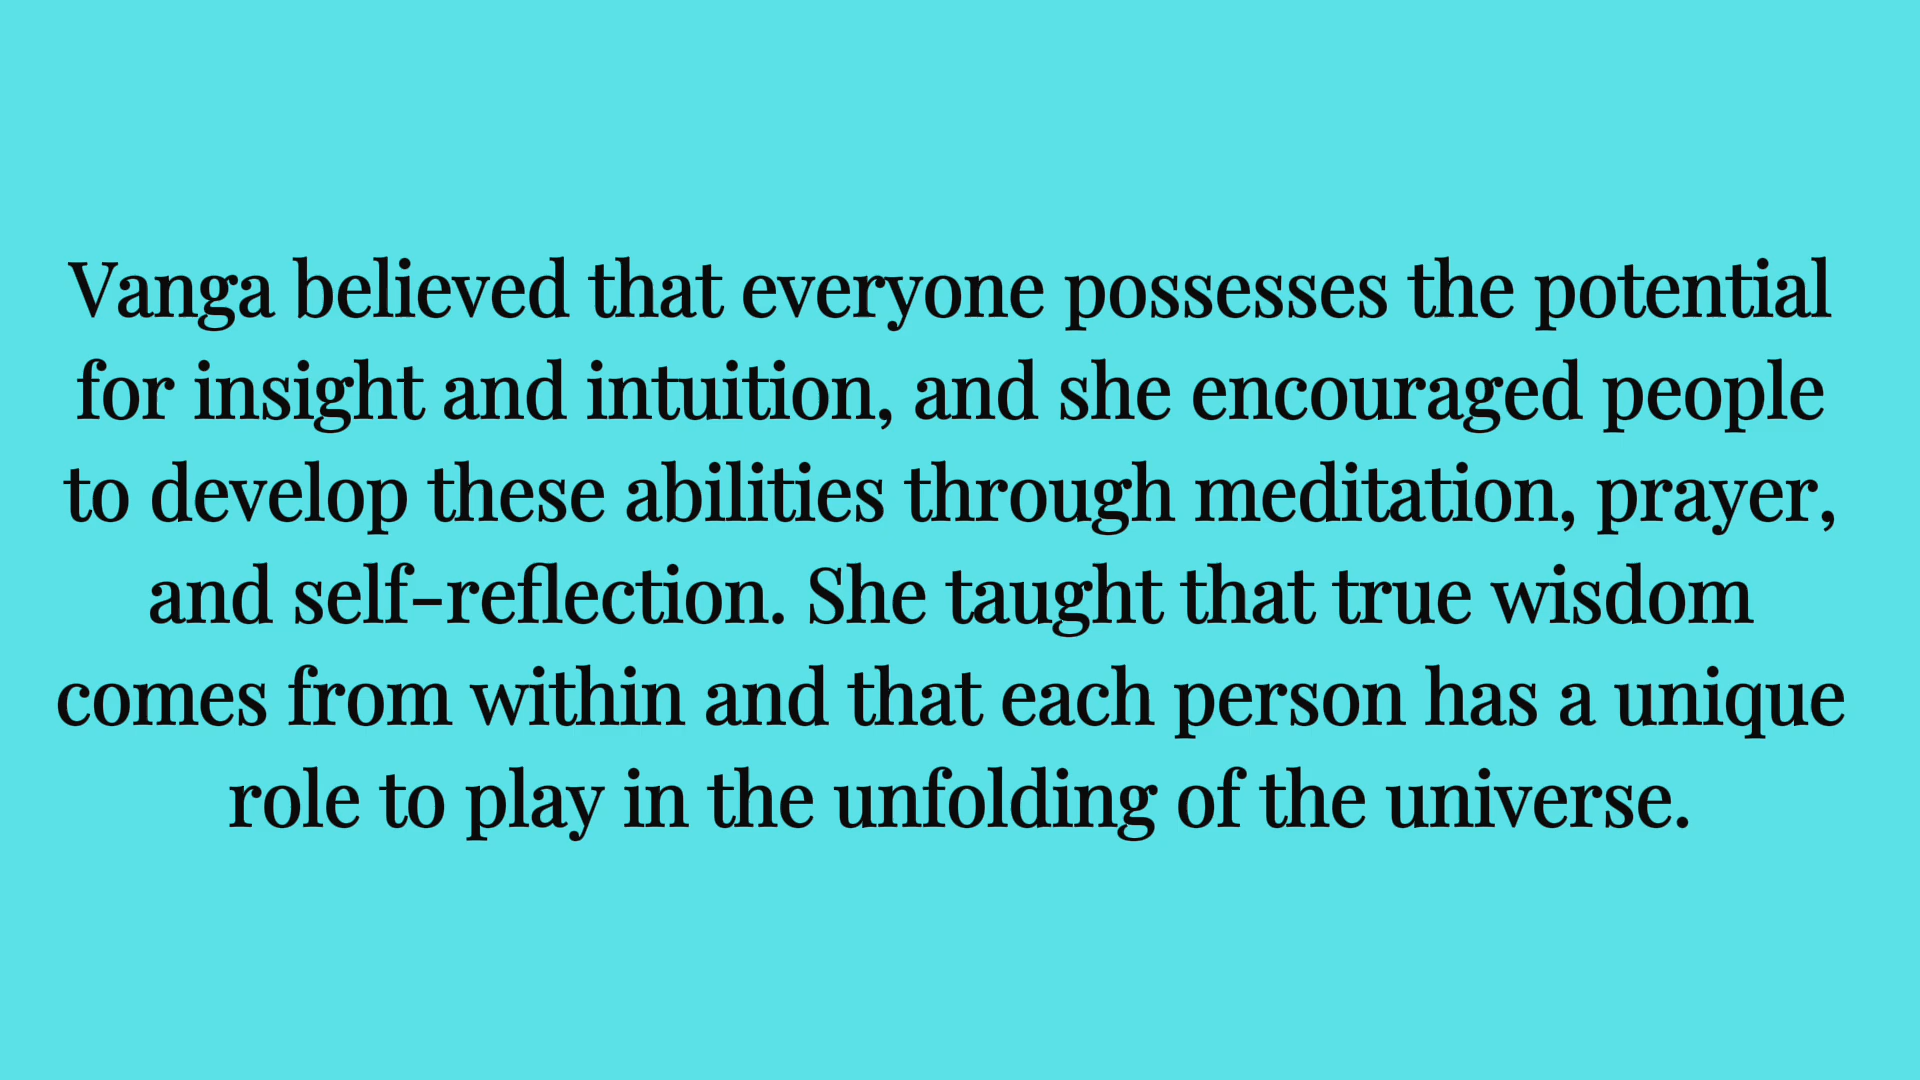 Vanga believed that everyone possesses the potential
for insight and intuition, and she encouraged people
to develop these abilities through meditation, prayer,
and self-reflection. She taught that true wisdom
comes from within and that each person has a unique
role to play in the unfolding of the universe.